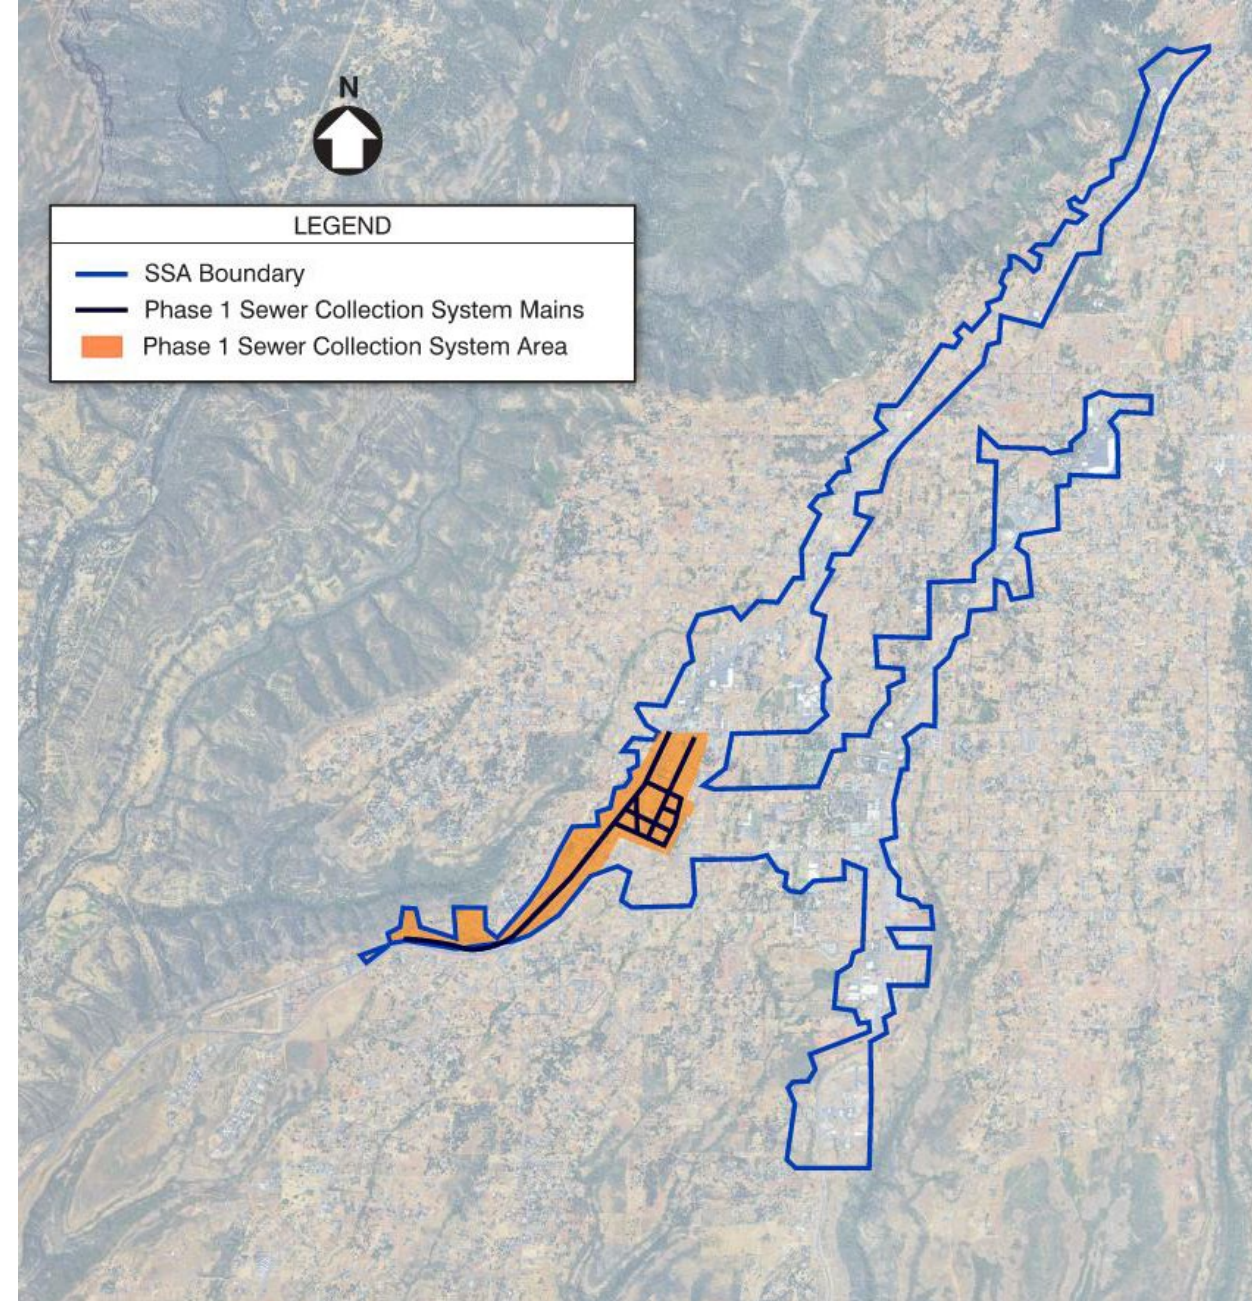 N
LEGEND
SSA Boundary
Phase 1 Sewer Collection System Mains
Phase 1 Sewer Collection System Area